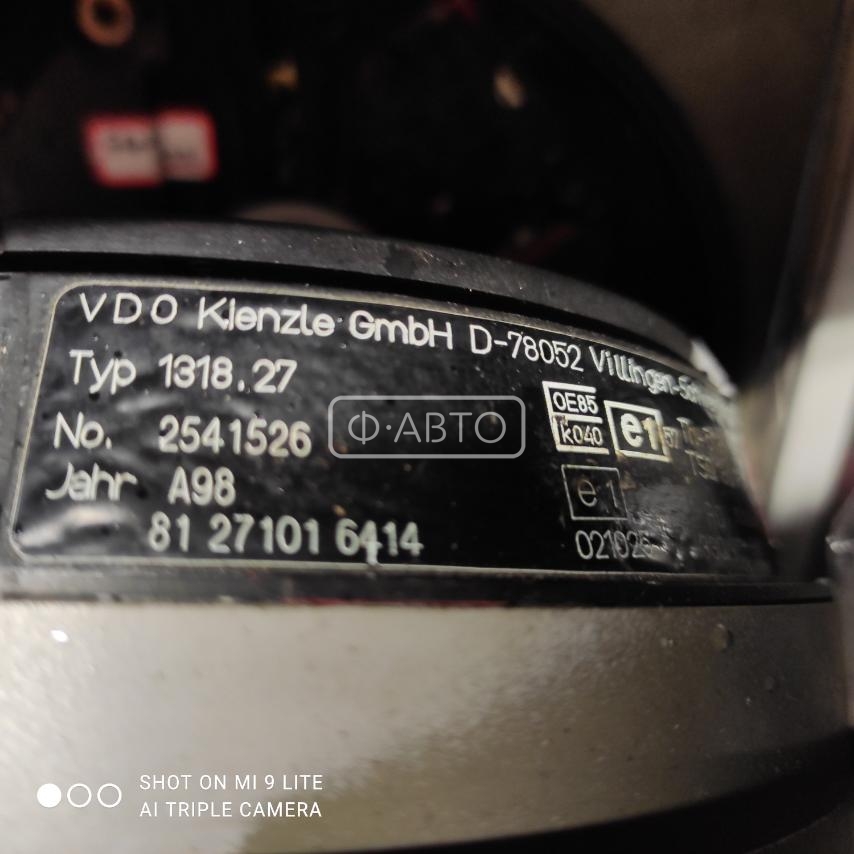 VDO Kienzle GmbH D-78052 Villingen-
Typ 1318.27
OE85
k040
e1
No. 2541526
Jahr A98
e1
81 27101 6414
Ф·АВТО
SHOT ON MI 9 LITE
AI TRIPLE CAMERA